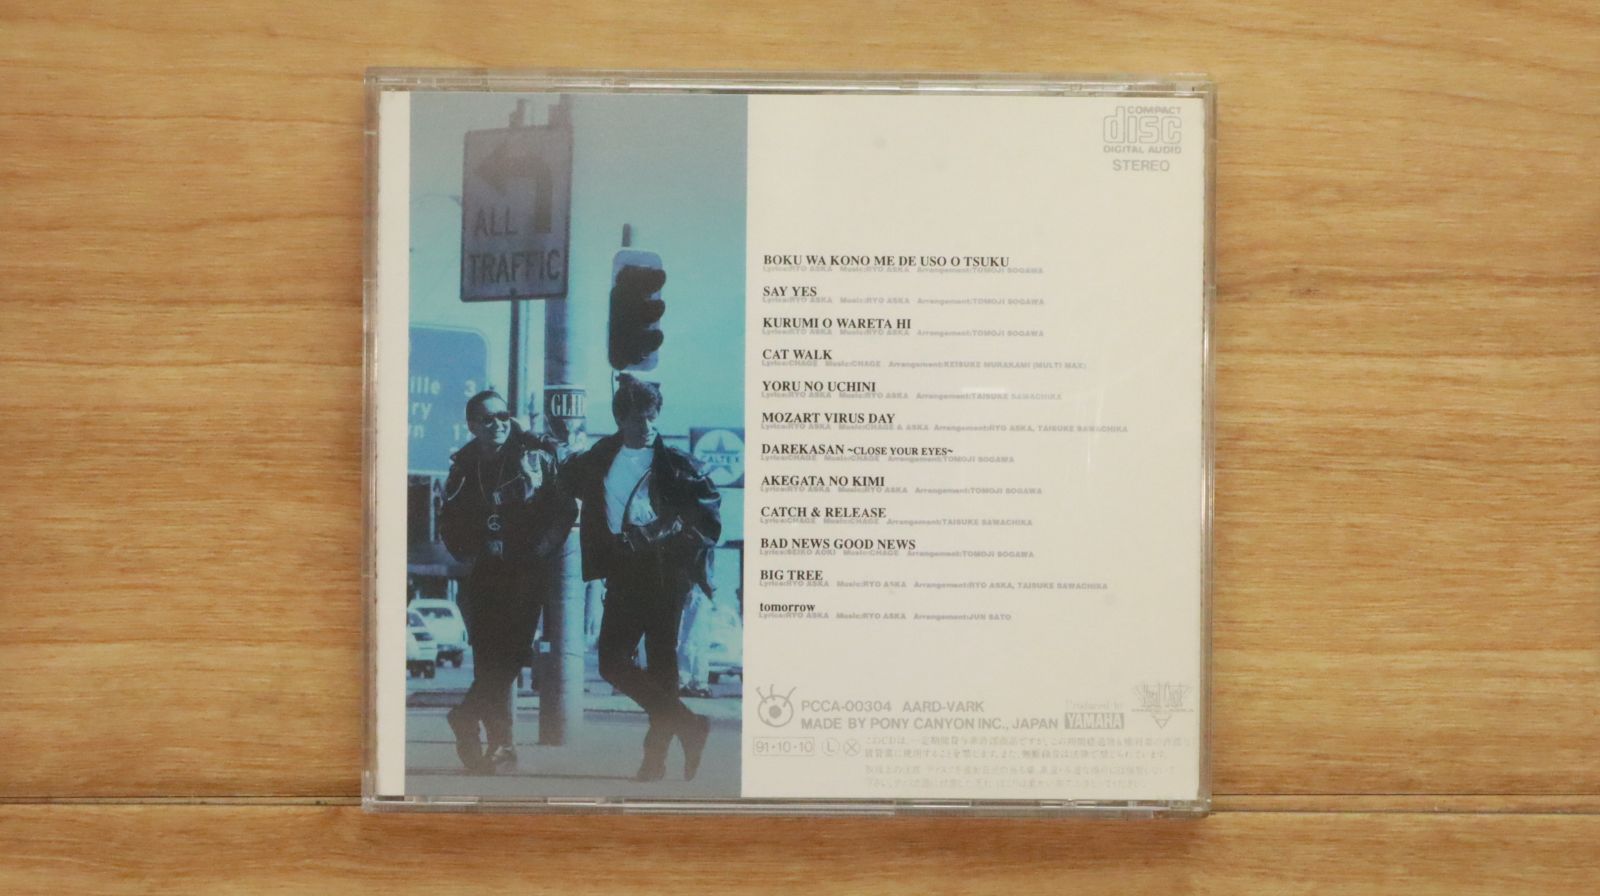 ALL
TRAFFIC
GLID
CALTEX
COMPACT
disc
DIGITAL AUDIO
STEREO
BOKU WA KONO ME DE USO O TSUKU
Lyrics:RYO ASKA Music:RYO ASKA Arrangement:TOMOJI SOGAWA
SAY YES
Lyrics:RYO ASKA Music:RYO ASKA Arrangement:TOMOJI SOGAWA
KURUMI O WARETA HI
Lyrics:RYO ASKA Music:RYO ASKA Arrangement:TOMOJI SOGAWA
CAT WALK
Lyrics:CHAGE Music:CHAGE Arrangement:KEISUKE MURAKAMI (MULTI MAX)
YORU NO UCHINI
Lyrics:RYO ASKA Music:RYO ASKA Arrangement:TAISUKE SAWACHIKA
MOZART VIRUS DAY
Lyrics:RYO ASKA Music:CHAGE & ASKA Arrangement:RYO ASKA, TAISUKE SAWACHIKA
DAREKASAN ~CLOSE YOUR EYES~
Lyrics:CHAGE Music:CHAGE Arrangement:TOMOJI SOGAWA
AKEGATA NO KIMI
Lyrics:RYO ASKA Music:RYO ASKA Arrangement:TOMOJI SOGAWA
CATCH & RELEASE
Lyrics:CHAGE Music:CHAGE Arrangement:TAISUKE SAWACHIKA
BAD NEWS GOOD NEWS
Lyrics:SEIKO AOKI Music:CHAGE Arrangement:TOMOJI SOGAWA
BIG TREE
Lyrics:RYO ASKA Music:RYO ASKA Arrangement:RYO ASKA, TAISUKE SAWACHIKA
tomorrow
Lyrics:RYO ASKA Music:RYO ASKA Arrangement:JUN SATO
PCCA-00304 AARD-VARK
MADE BY PONY CANYON INC., JAPAN
Produced by
YAMAHA
91・10・10 L X